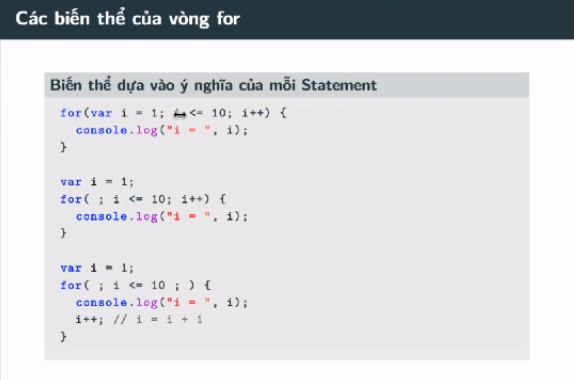 Các biến thể của vòng for
Biến thể dựa vào ý nghĩa của mỗi Statement
for(var i = 1; <= 10; i++) {
console.log("i = ", i);
}
var i = 1;
for( ; i <= 10; i++) {
console.log("i = ", i);
}
var i = 1;
for( ; i <= 10 ; ) {
console.log("i = ", i);
i++; // i = i + 1
}